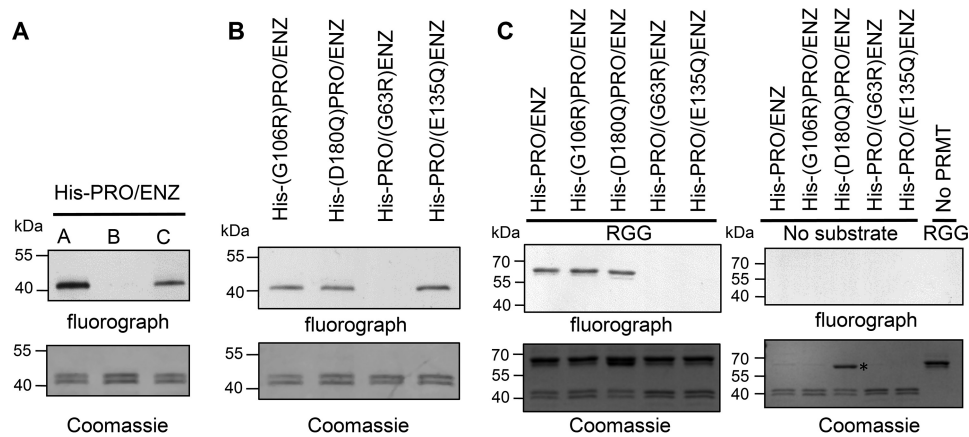 A
His-PRO/ENZ
kDa
A B C
55
40
fluorograph
55
40
Coomassie
B
His-(G106R)PRO/ENZ
His-(D180Q)PRO/ENZ
His-PRO/(G63R)ENZ
His-PRO/(E135Q)ENZ
kDa
55
40
fluorograph
55
40
Coomassie
C
His-PRO/ENZ
His-(G106R)PRO/ENZ
His-(D180Q)PRO/ENZ
His-PRO/(G63R)ENZ
His-PRO/(E135Q)ENZ
kDa
RGG
70
55
40
fluorograph
70
55
40
Coomassie
His-PRO/ENZ
His-(G106R)PRO/ENZ
His-(D180Q)PRO/ENZ
His-PRO/(G63R)ENZ
His-PRO/(E135Q)ENZ
No PRMT
kDa
No substrate RGG
70
55
40
fluorograph
70
55
40
*
Coomassie